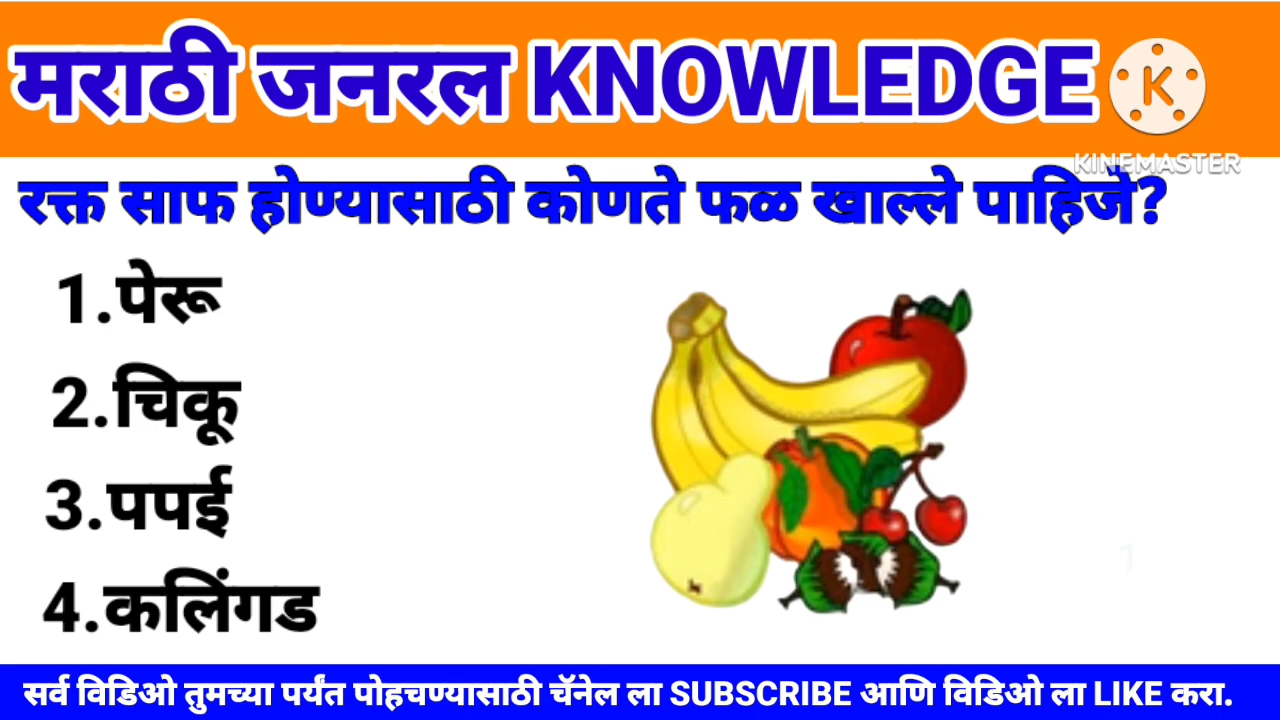 मराठी जनरल KNOWLEDGE
K
KINEMASTER
रक्त साफ होण्यासाठी कोणते फळ खाल्ले पाहिजे?
1.पेरू
2.चिकू
3.पपई
4.कलिंगड
1
सर्व विडिओ तुमच्या पर्यंत पोहचण्यासाठी चॅनेल ला SUBSCRIBE आणि विडिओ ला LIKE करा.